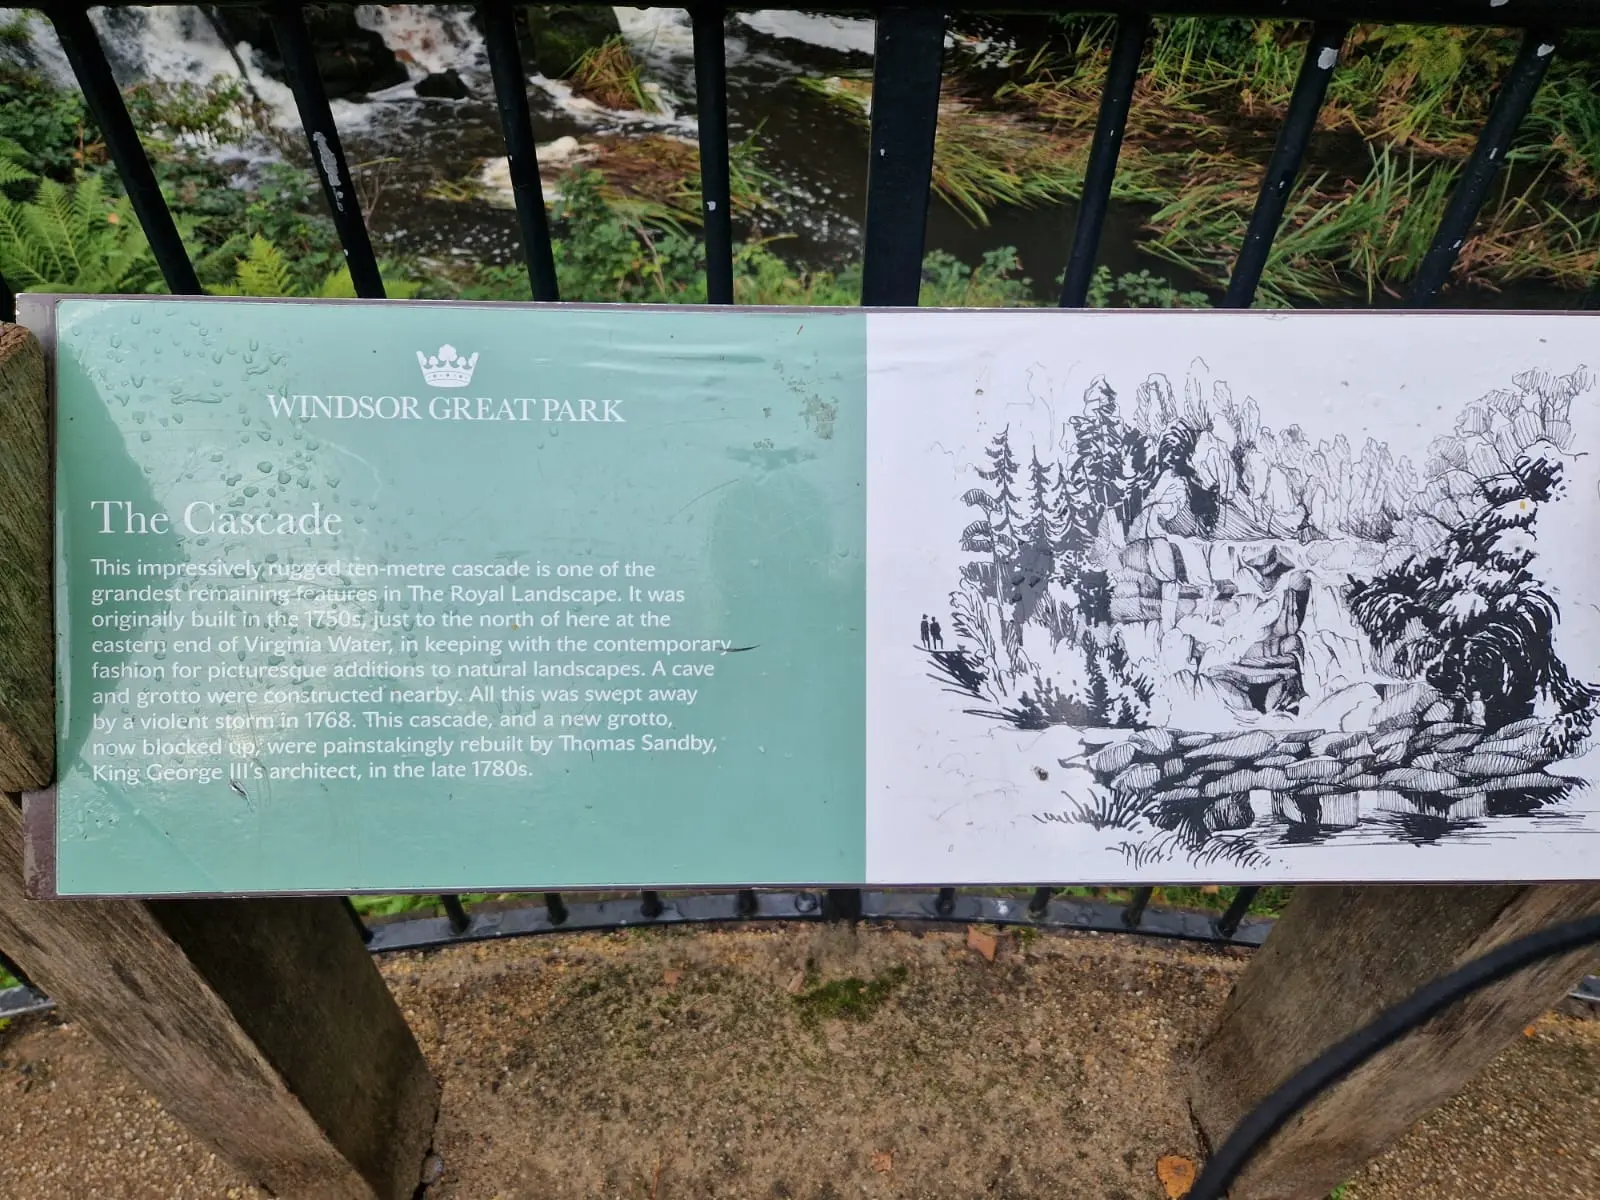 WINDSOR GREAT PARK
The Cascade
This impressively rugged ten-metre cascade is one of the
grandest remaining features in The Royal Landscape. It was
originally built in the 1750s, just to the north of here at the
eastern end of Virginia Water, in keeping with the contemporary
fashion for picturesque additions to natural landscapes. A cave
and grotto were constructed nearby. All this was swept away
by a violent storm in 1768. This cascade, and a new grotto,
now blocked up, were painstakingly rebuilt by Thomas Sandby,
King George III's architect, in the late 1780s.